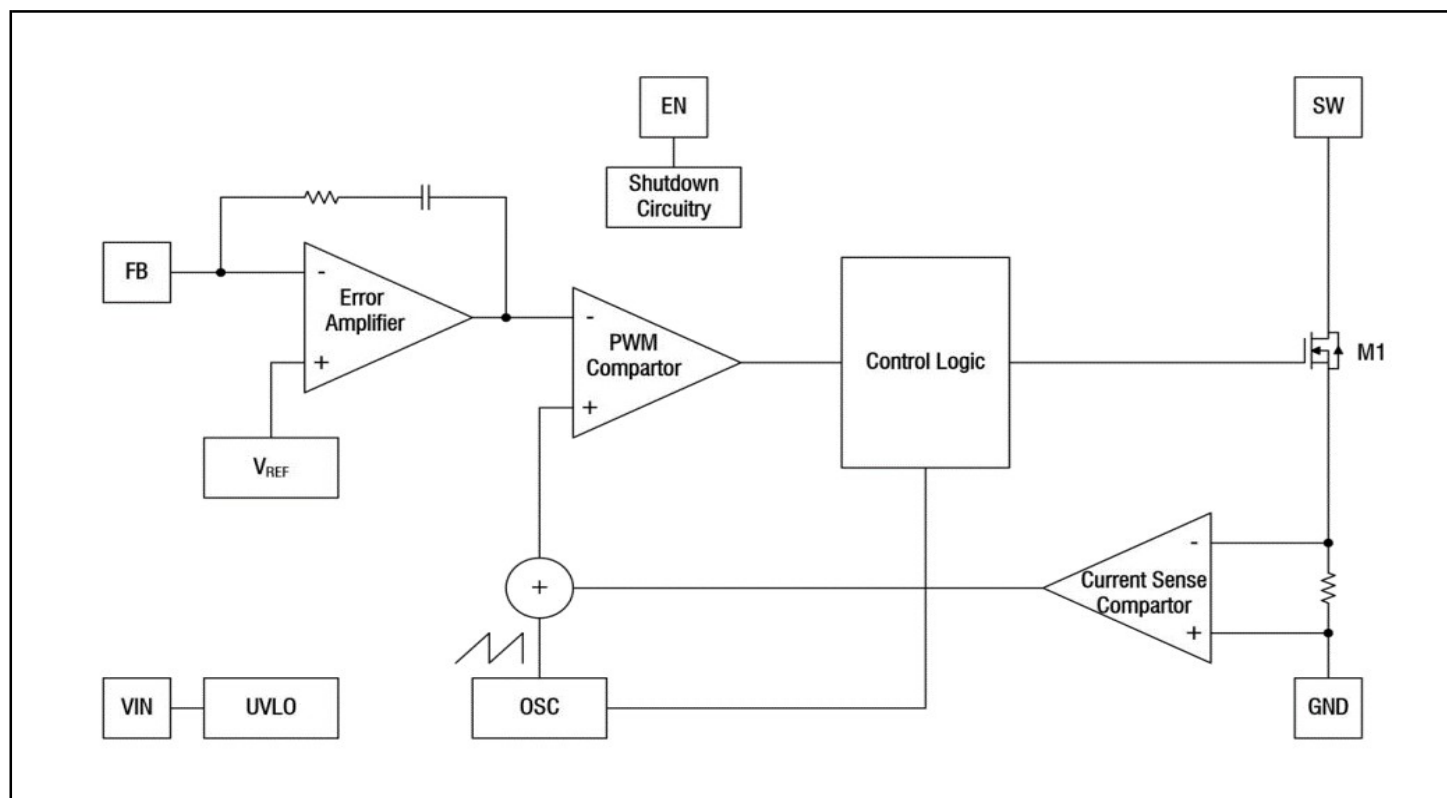 EN
SW
Shutdown
Circuitry
FB
-
Error
Amplifier
+
-
PWM
Compartor
+
Control Logic
M1
VREF
-
Current Sense
Compartor
+
+
VIN
UVLO
OSC
GND